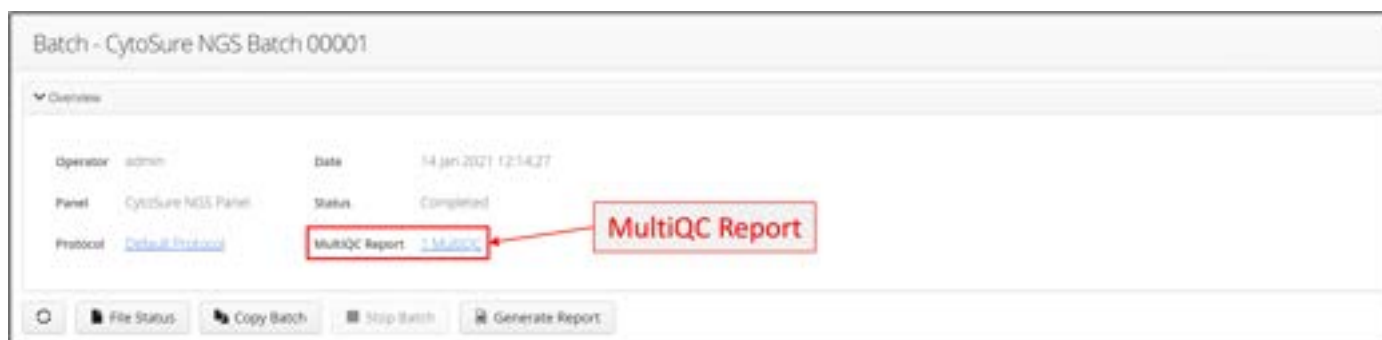 Batch - CytoSure NGS Batch 00001
Overview
Operator admin Date 14 Jan 2021 12:14:27
Panel CytoSure NGS Panel Status Completed
Protocol Default Protocol MultiQC Report 1 MultiQC
MultiQC Report
File Status Copy Batch Stop Batch Generate Report